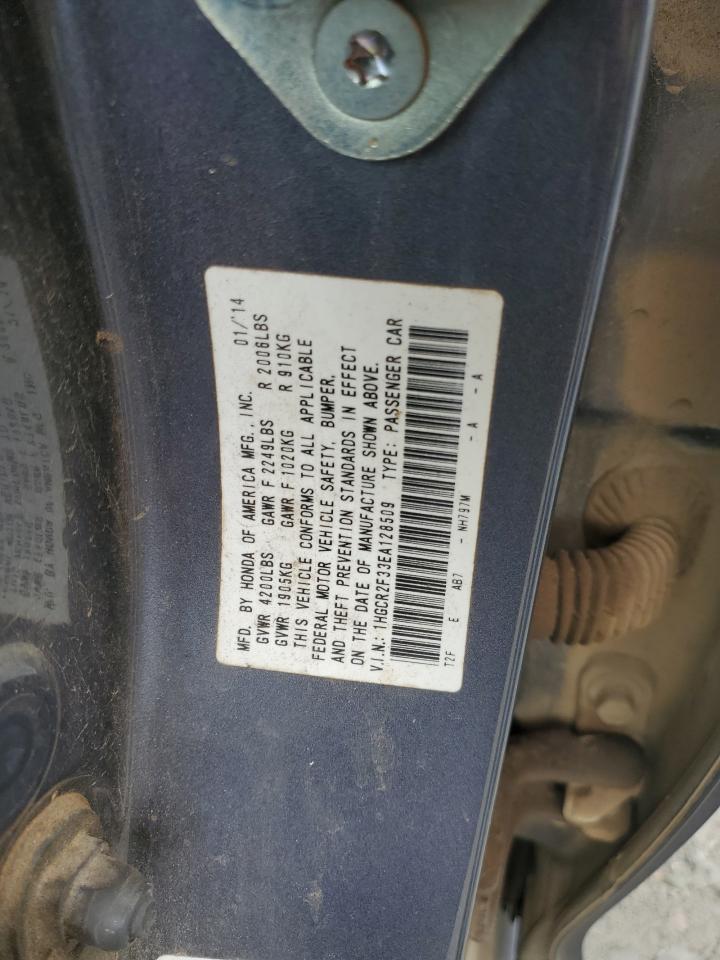 MFD. BY HONDA OF AMERICA MFG., INC. 01/'14
GVWR 4200LBS GAWR F 2249LBS R 2006LBS
GVWR 1905KG GAWR F 1020KG R 910KG
THIS VEHICLE CONFORMS TO ALL APPLICABLE
FEDERAL MOTOR VEHICLE SAFETY, BUMPER,
AND THEFT PREVENTION STANDARDS IN EFFECT
ON THE DATE OF MANUFACTURE SHOWN ABOVE.
V.I.N.: 1HGCR2F33EA128509 TYPE: PASSENGER CAR
T2F E AB7 - NH797M - A - A